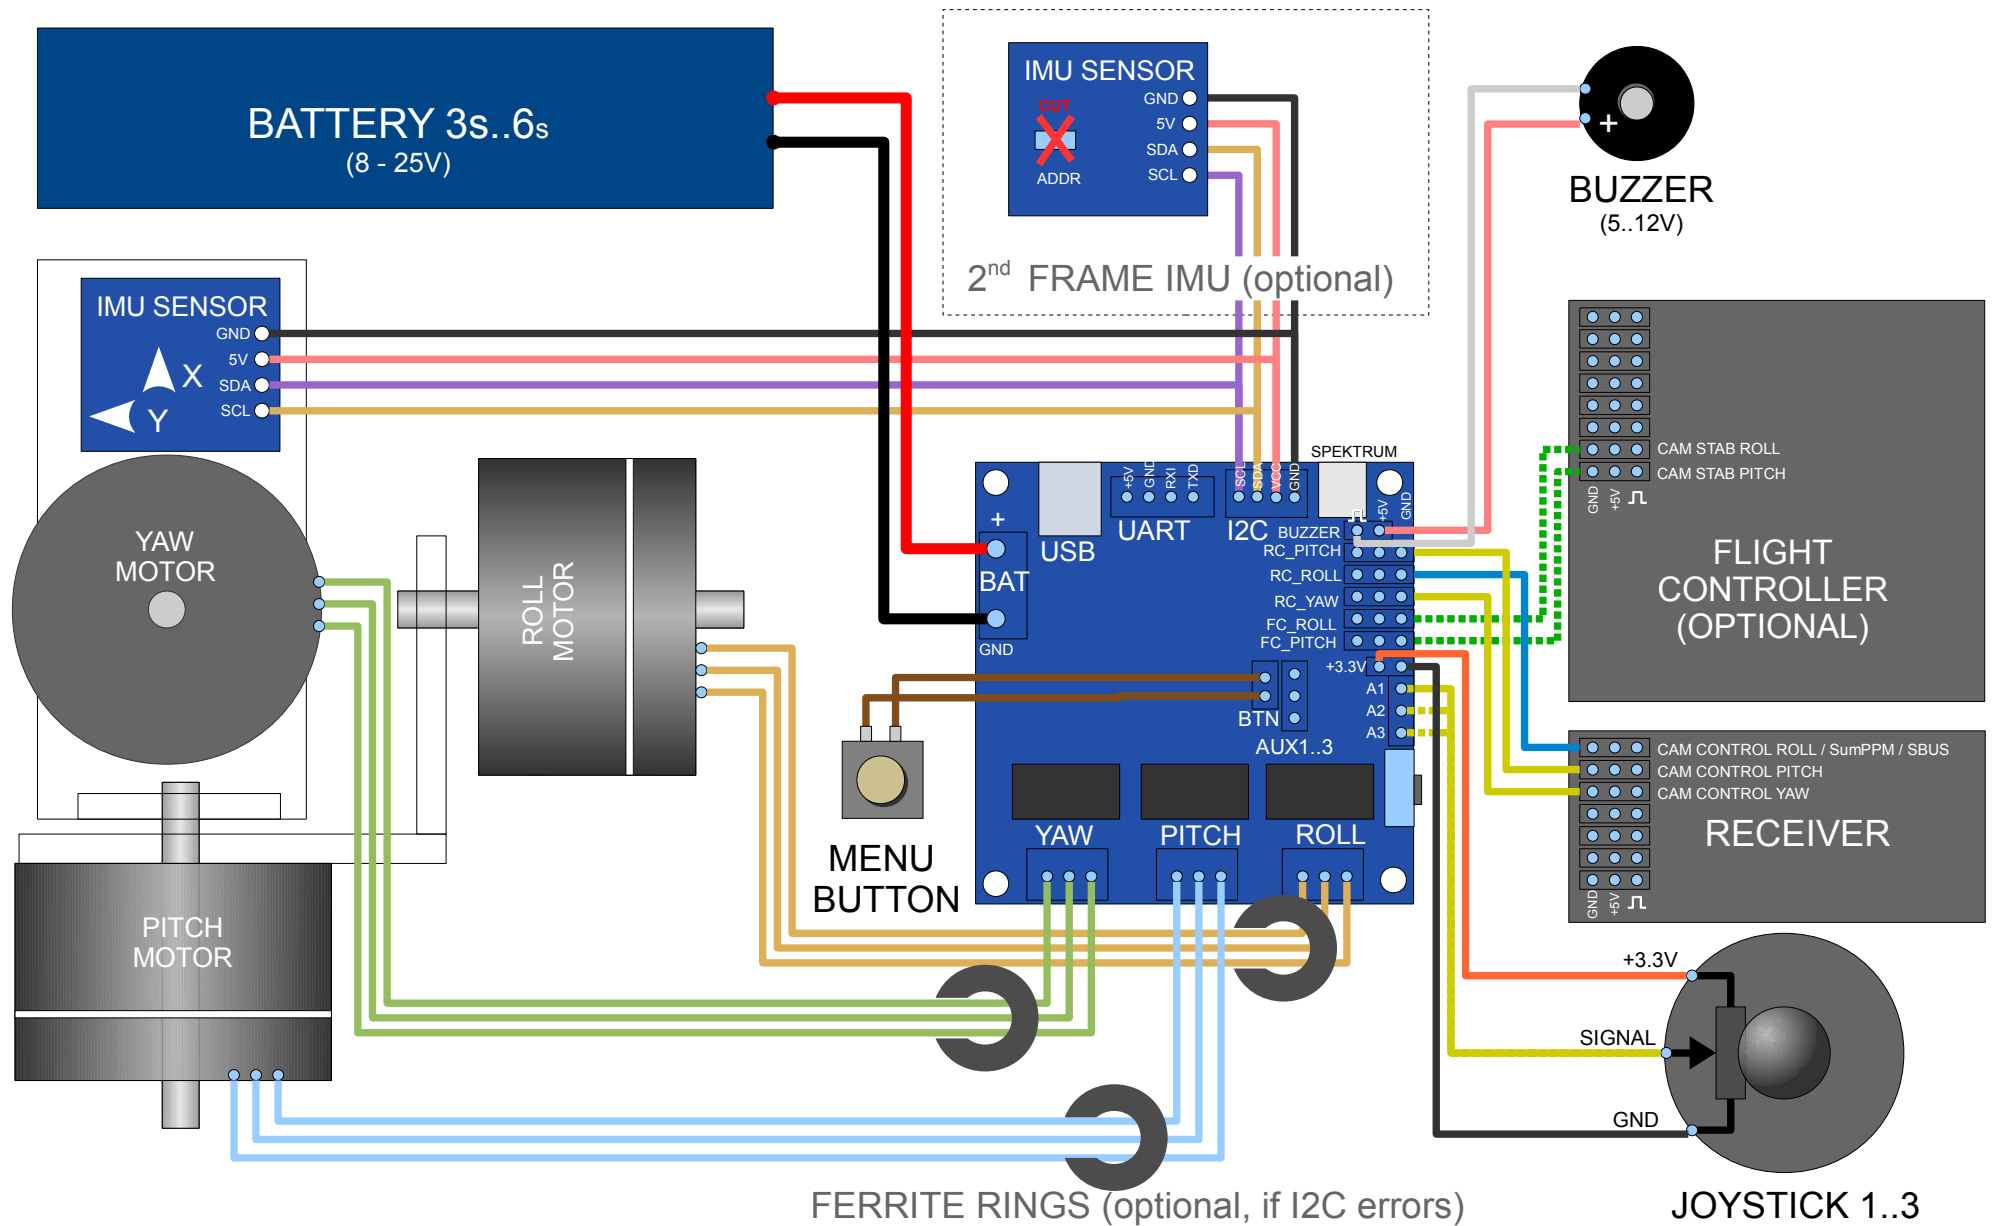 BATTERY 3s..6s
(8 - 25V)
IMU SENSOR
CUT
ADDR
GND
5V
SDA
SCL
2nd FRAME IMU (optional)
+
BUZZER
(5..12V)
IMU SENSOR
GND
5V
SDA
SCL
X
Y
YAW
MOTOR
ROLL
MOTOR
PITCH
MOTOR
MENU
BUTTON
SPEKTRUM
+
BAT
GND
USB
+5V
GND
RXI
TXD
UART
SCL
SDA
VCC
GND
I2C
+5V
GND
BUZZER
RC_PITCH
RC_ROLL
RC_YAW
FC_ROLL
FC_PITCH
+3.3V
A1
A2
A3
BTN
AUX1..3
YAW
PITCH
ROLL
CAM STAB ROLL
CAM STAB PITCH
GND
+5V
FLIGHT
CONTROLLER
(OPTIONAL)
CAM CONTROL ROLL / SumPPM / SBUS
CAM CONTROL PITCH
CAM CONTROL YAW
RECEIVER
GND
+5V
+3.3V
SIGNAL
GND
FERRITE RINGS (optional, if I2C errors)
JOYSTICK 1..3